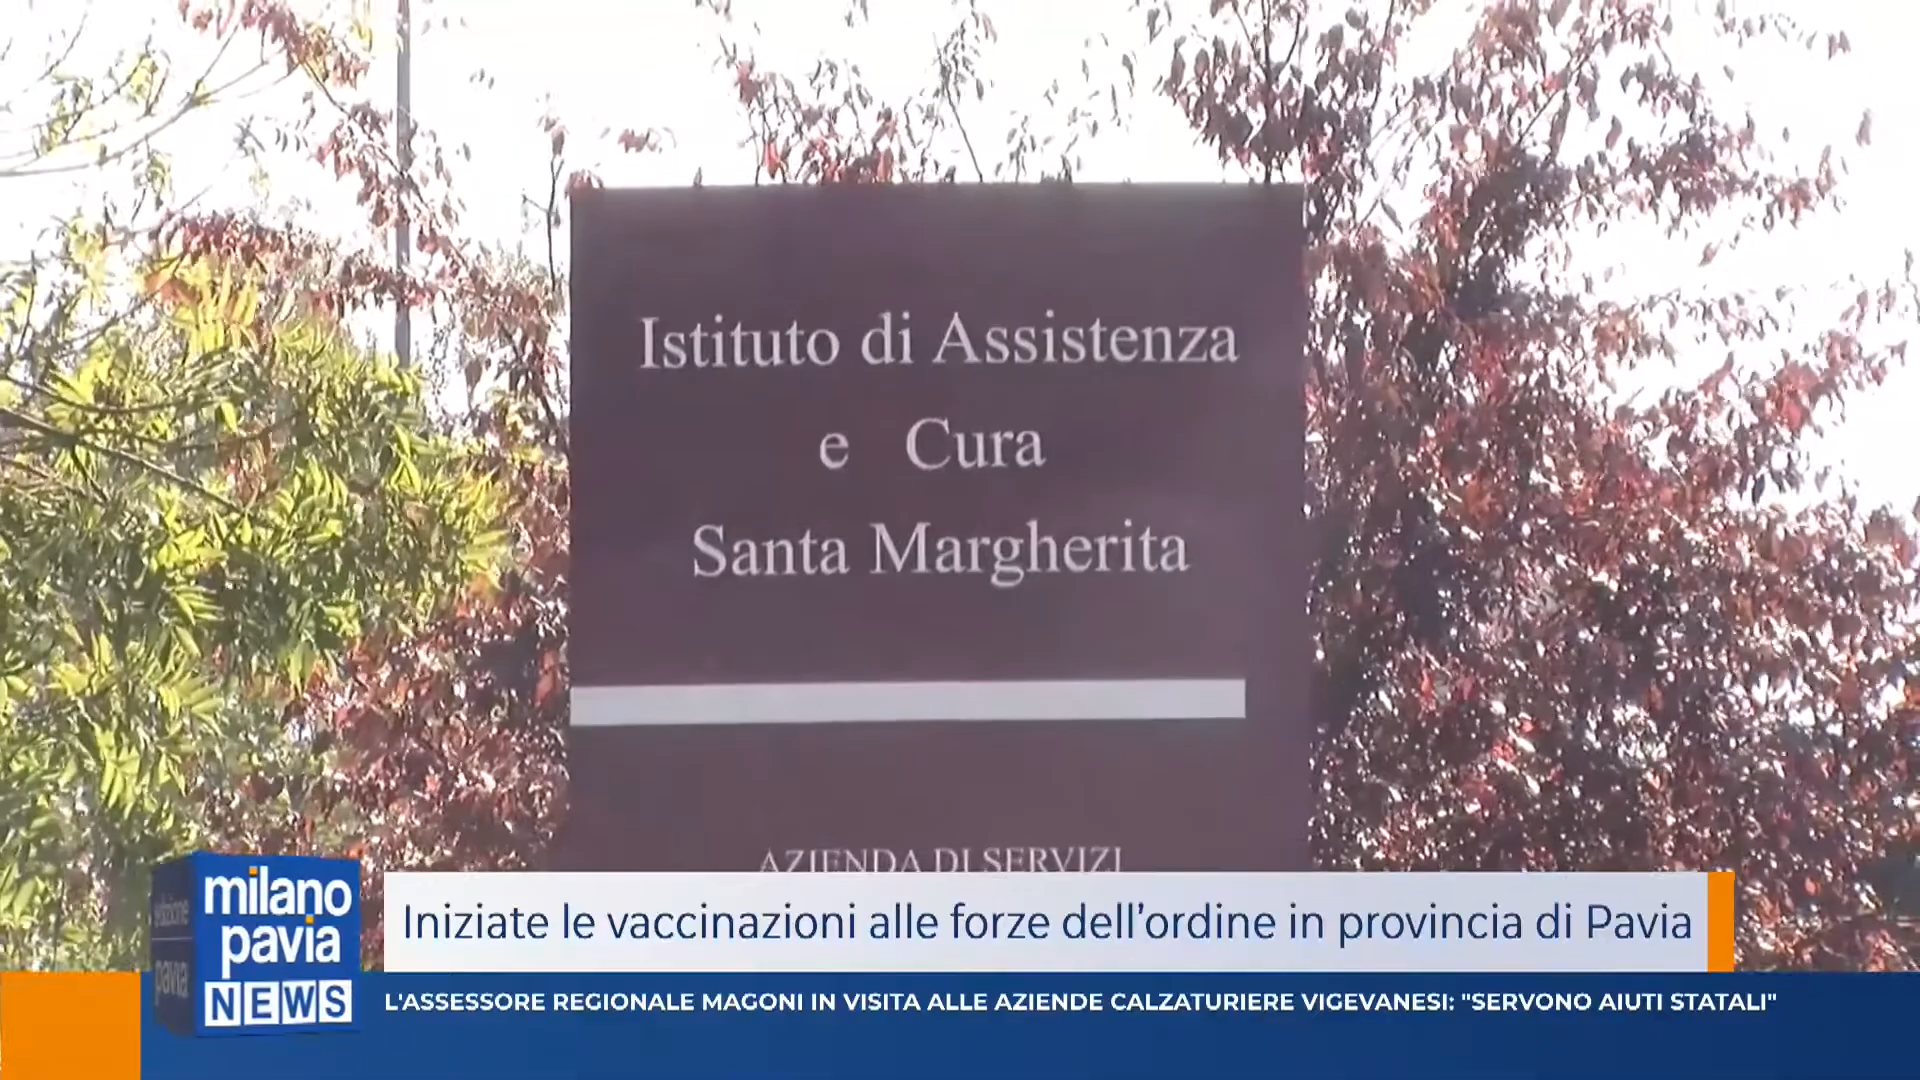 Istituto di Assistenza
e Cura
Santa Margherita
AZIENDA DI SERVIZI
Iniziate le vaccinazioni alle forze dell’ordine in provincia di Pavia
edizione
pavia
milano
pavia
NEWS
L'ASSESSORE REGIONALE MAGONI IN VISITA ALLE AZIENDE CALZATURIERE VIGEVANESI: "SERVONO AIUTI STATALI"